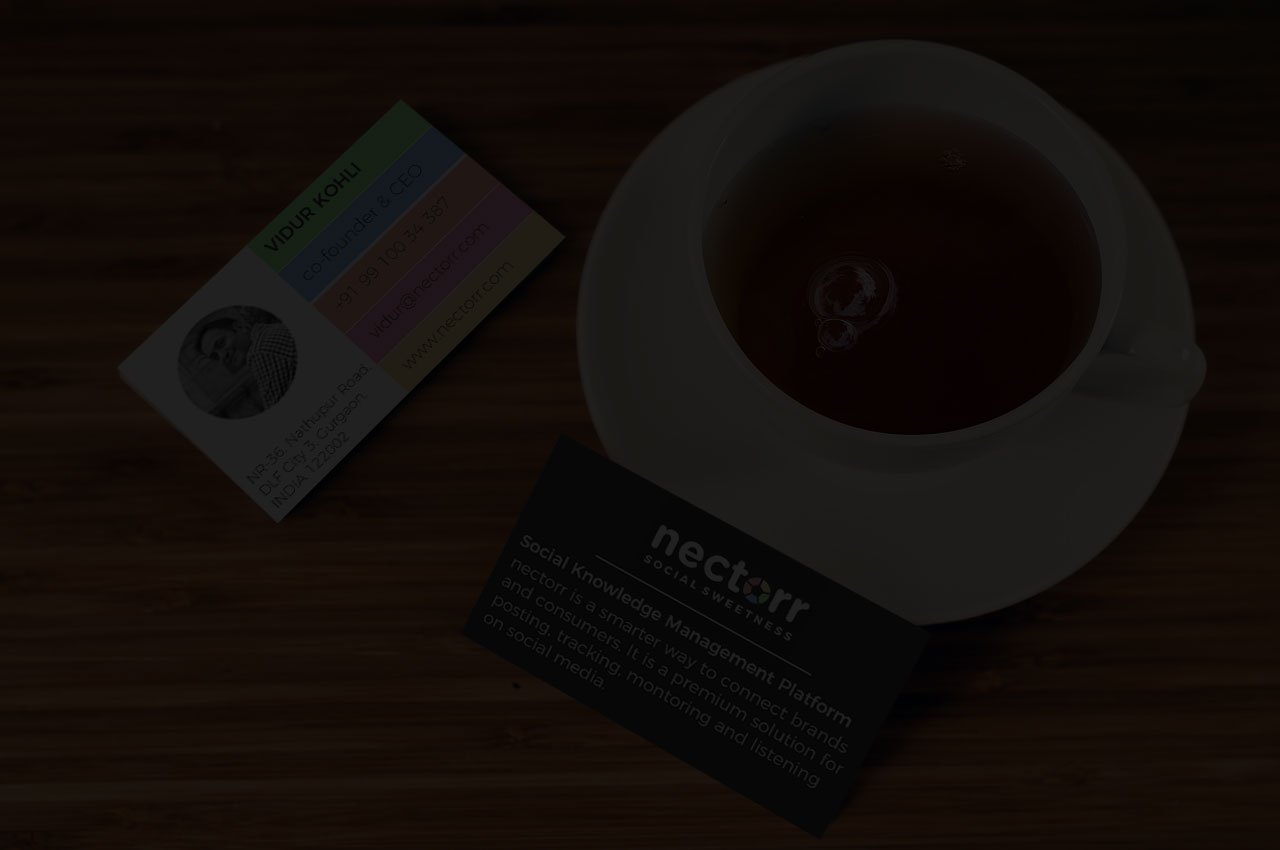 VIDUR KOHLI
co-founder & CEO
+91 99 100 34 387
vidur@nectorr.com
www.nectorr.com
NR-36, Nathupur Road,
DLF City 3, Gurgaon,
INDIA 122002
nectorr
SOCIAL SWEETNESS
Social Knowledge Management Platform
nectorr is a smarter way to connect brands
and consumers. It is a premium solution for
posting, tracking, montoring and listening
on social media.